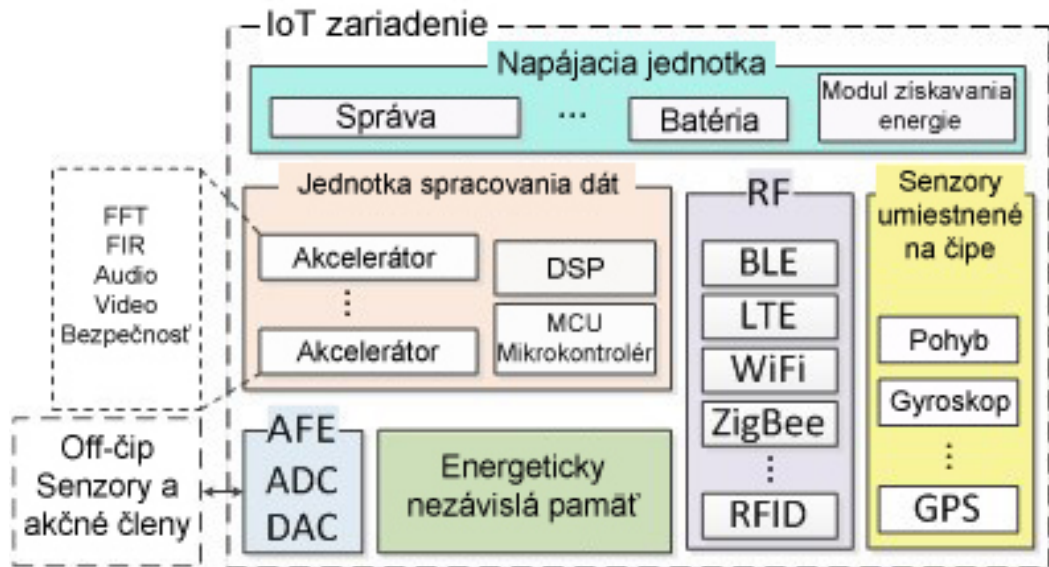 IoT zariadenie
Napájacia jednotka
Správa
...
Batéria
Modul získavania
energie
FFT
FIR
Audio
Video
Bezpečnosť
Jednotka spracovania dát
Akcelerátor
⋮
Akcelerátor
DSP
MCU
Mikrokontrolér
RF
BLE
LTE
WiFi
ZigBee
⋮
RFID
Senzory
umiestnené
na čipe
Pohyb
Gyroskop
⋮
GPS
Off-čip
Senzory a
akčné členy
AFE
ADC
DAC
Energeticky
nezávislá pamäť